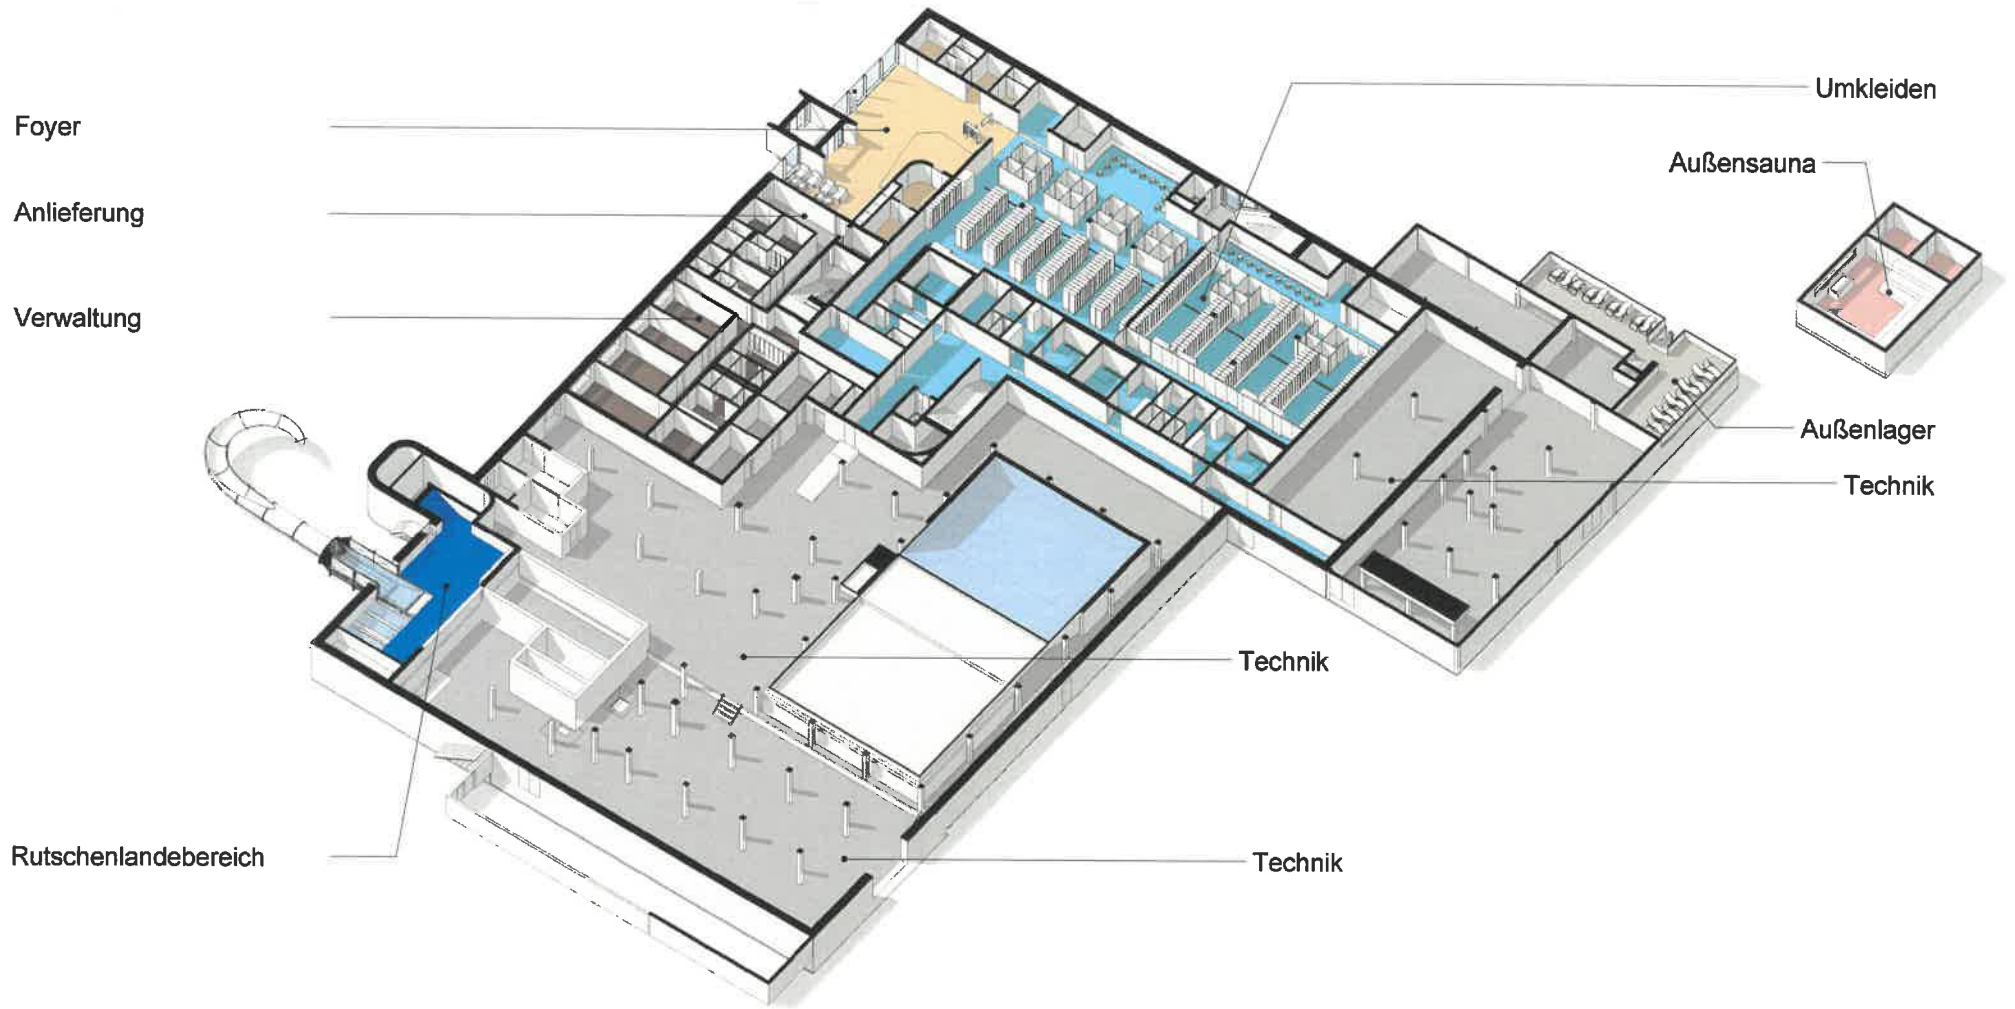 Foyer
Anlieferung
Verwaltung
Rutschenlandebereich
Umkleiden
Außensauna
Außenlager
Technik
Technik
Technik